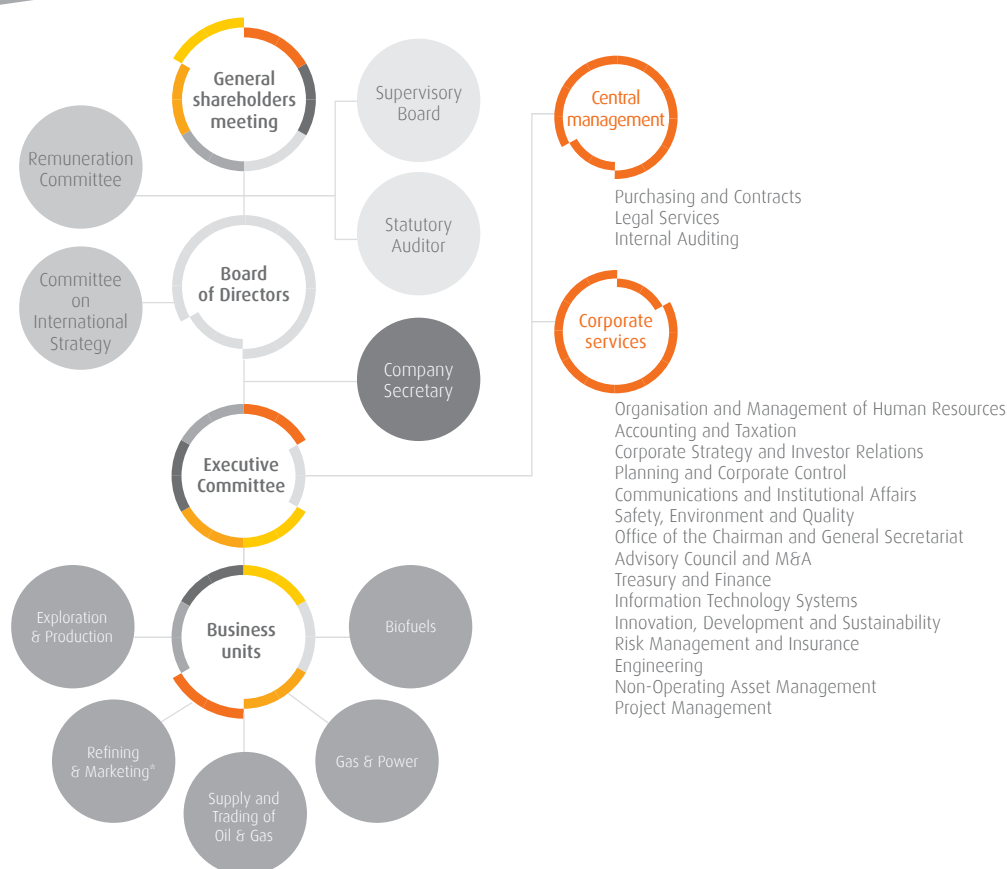 General
shareholders
meeting
Supervisory
Board
Remuneration
Committee
Statutory
Auditor
Board
of Directors
Committee
on
International
Strategy
Company
Secretary
Executive
Committee
Exploration
& Production
Business
units
Biofuels
Refining
& Marketing*
Gas & Power
Supply and
Trading of
Oil & Gas
Central
management
Purchasing and Contracts
Legal Services
Internal Auditing
Corporate
services
Organisation and Management of Human Resources
Accounting and Taxation
Corporate Strategy and Investor Relations
Planning and Corporate Control
Communications and Institutional Affairs
Safety, Environment and Quality
Office of the Chairman and General Secretariat
Advisory Council and M&A
Treasury and Finance
Information Technology Systems
Innovation, Development and Sustainability
Risk Management and Insurance
Engineering
Non-Operating Asset Management
Project Management